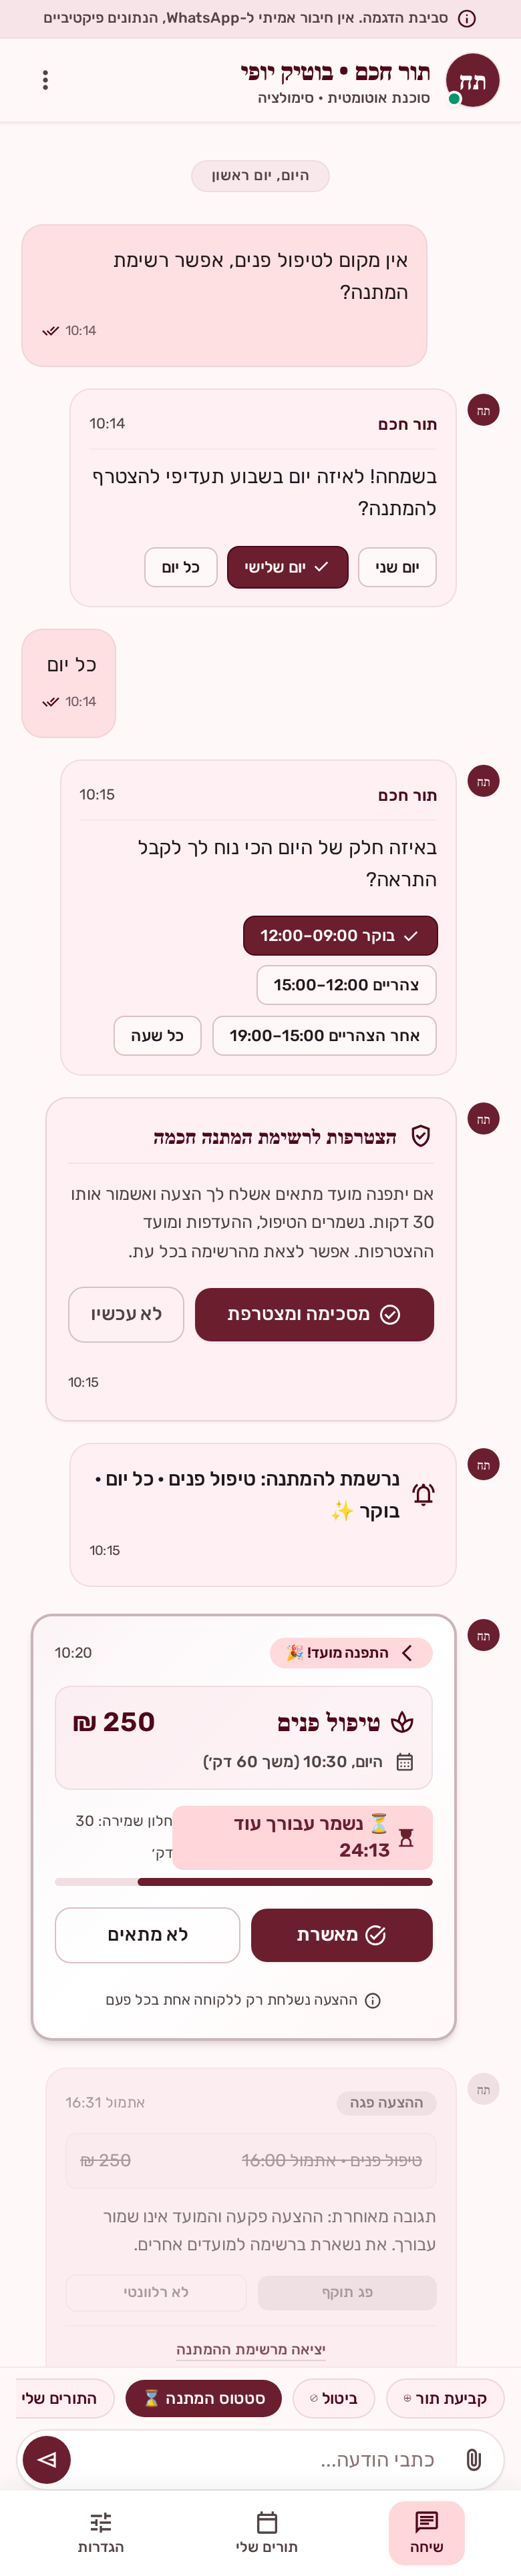 סביבת הדגמה. אין חיבור אמיתי ל-WhatsApp, הנתונים פיקטיביים
תח
תור חכם • בוטיק יופי
סוכנת אוטומטית • סימולציה
היום, יום ראשון
אין מקום לטיפול פנים, אפשר רשימת
המתנה?
10:14
תח
תור חכם 10:14
בשמחה! לאיזה יום בשבוע תעדיפי להצטרף
להמתנה?
יום שני יום שלישי כל יום
כל יום
10:14
תח
תור חכם 10:15
באיזה חלק של היום הכי נוח לך לקבל
התראה?
בוקר 09:00–12:00
צהריים 12:00–15:00
אחר הצהריים 15:00–19:00 כל שעה
תח
הצטרפות לרשימת המתנה חכמה
אם יתפנה מועד מתאים אשלח לך הצעה ואשמור אותו
30 דקות. נשמרים הטיפול, ההעדפות ומועד
ההצטרפות. אפשר לצאת מהרשימה בכל עת.
מסכימה ומצטרפת לא עכשיו
10:15
תח
נרשמת להמתנה: טיפול פנים • כל יום •
בוקר ✨
10:15
תח
התפנה מועד! 🎉 10:20
טיפול פנים 250 ₪
היום, 10:30 (משך 60 דק׳)
⏳ נשמר עבורך עוד
24:13
חלון שמירה: 30
דק׳
מאשרת לא מתאים
ההצעה נשלחת רק ללקוחה אחת בכל פעם
תח
ההצעה פגה אתמול 16:31
טיפול פנים • אתמול 16:00 250 ₪
תגובה מאוחרת: ההצעה פקעה והמועד אינו שמור
עבורך. את נשארת ברשימה למועדים אחרים.
פג תוקף לא רלוונטי
יציאה מרשימת ההמתנה
קביעת תור ביטול סטטוס המתנה ⌛ התורים שלי
כתבי הודעה...
שיחה תורים שלי הגדרות